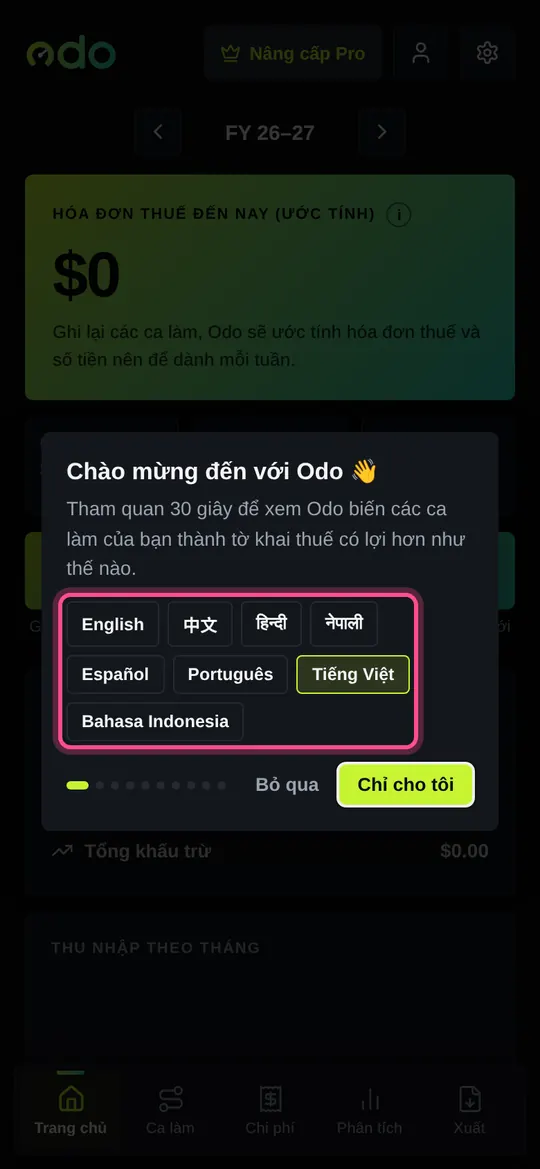 odo
Nâng cấp Pro
FY 26–27
HÓA ĐƠN THUẾ ĐẾN NAY (ƯỚC TÍNH) i
$0
Ghi lại các ca làm, Odo sẽ ước tính hóa đơn thuế và
số tiền nên để dành mỗi tuần.
Chào mừng đến với Odo 👋
Tham quan 30 giây để xem Odo biến các ca
làm của bạn thành tờ khai thuế có lợi hơn như
thế nào.
English 中文 हिन्दी नेपाली
Español Português Tiếng Việt
Bahasa Indonesia
Bỏ qua Chỉ cho tôi
Tổng khấu trừ $0.00
THU NHẬP THEO THÁNG
Trang chủ Ca làm Chi phí Phân tích Xuất